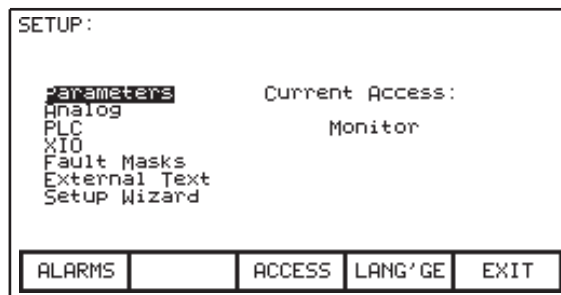 SETUP:
Parameters Current Access:
Analog
PLC Monitor
XIO
Fault Masks
External Text
Setup Wizard
ALARMS ACCESS LANG'GE EXIT